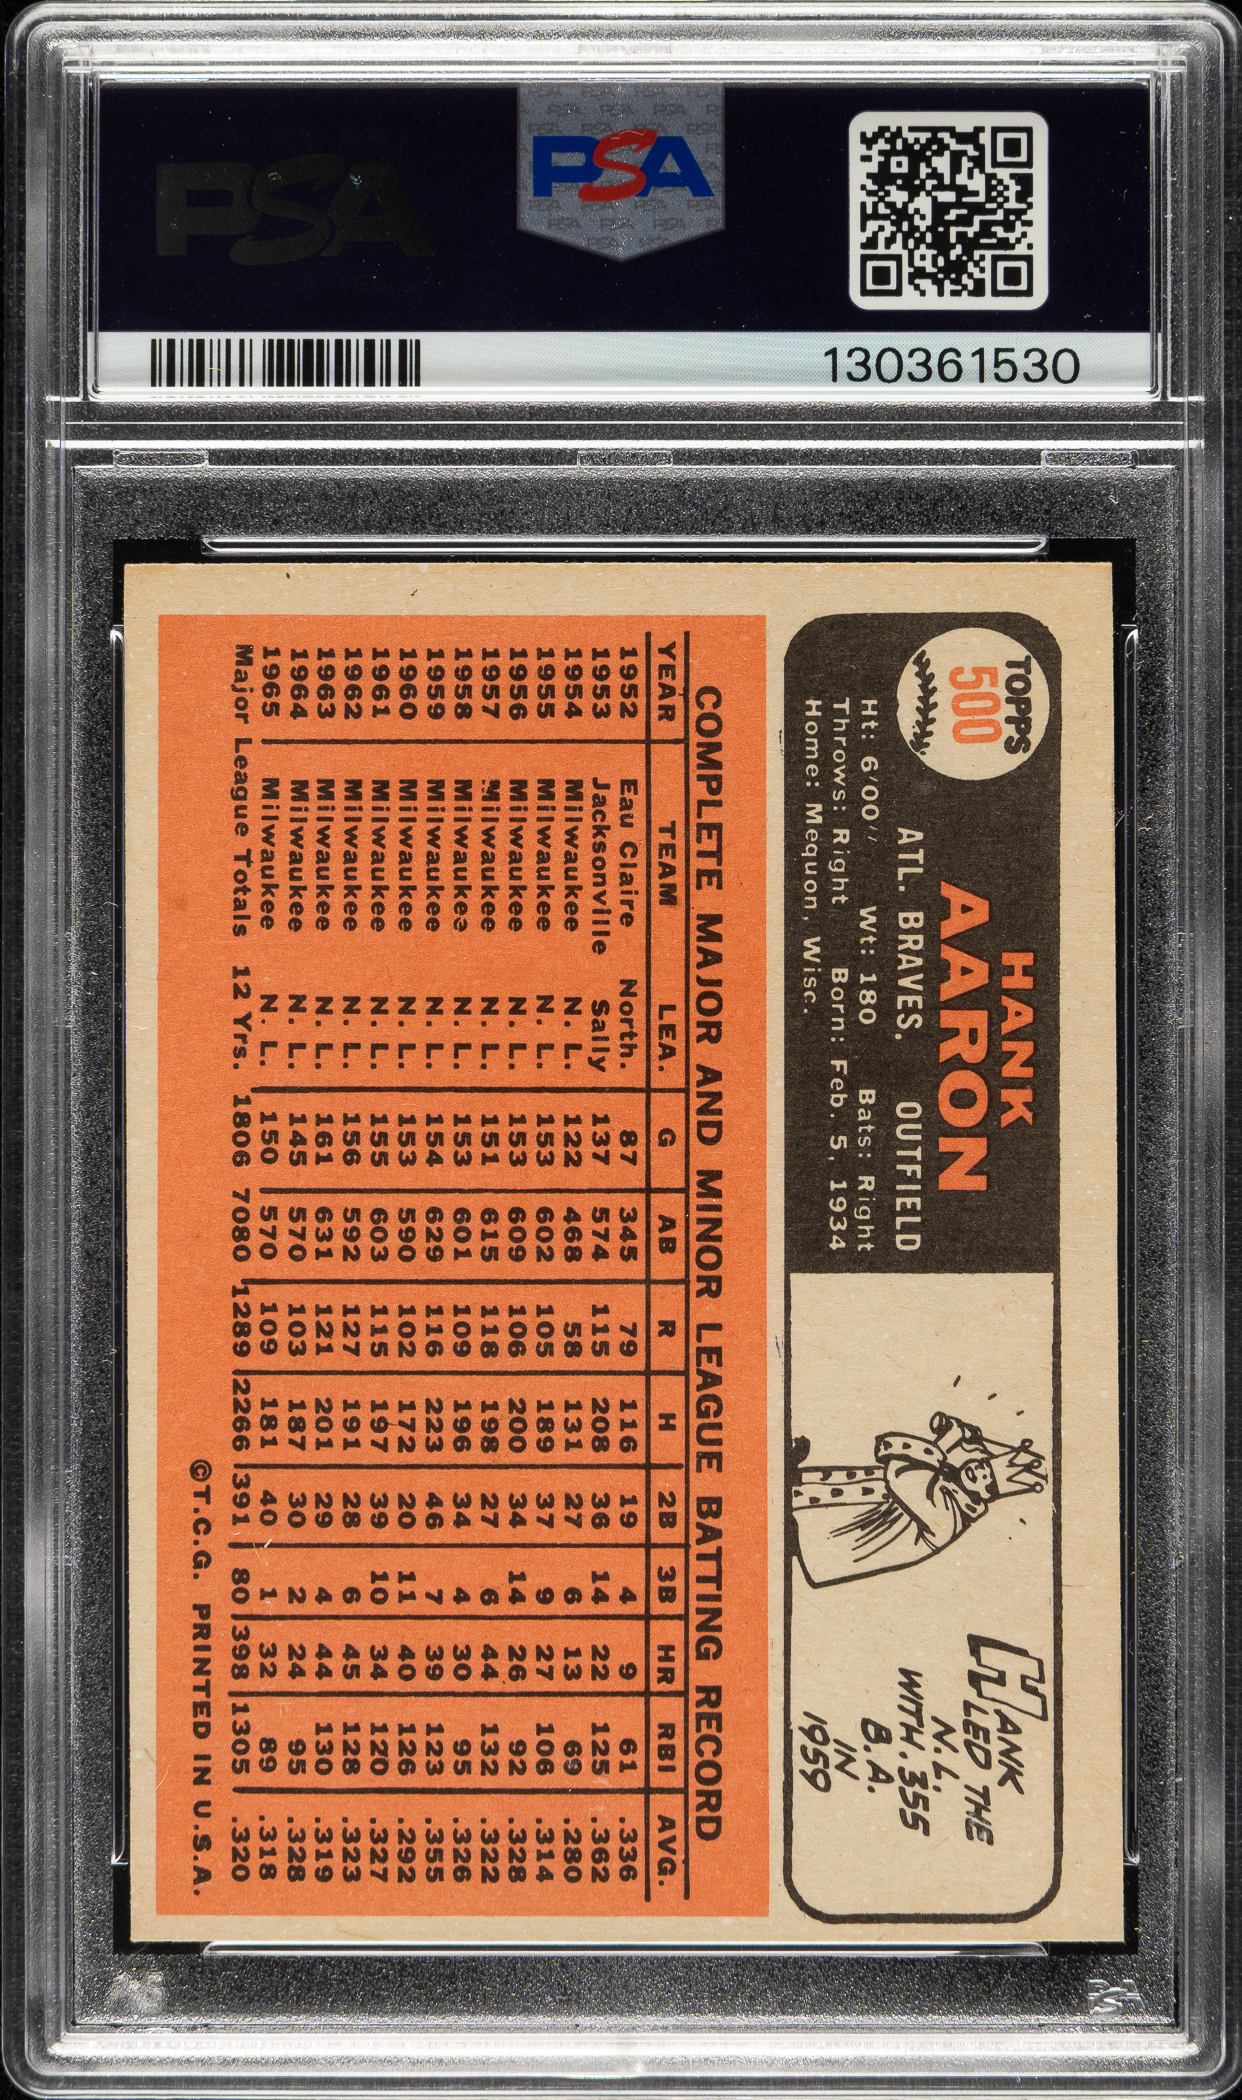 PSA
PSA
130361530
TOPPS
500
HANK
AARON
ATL. BRAVES. OUTFIELD
Ht: 6'00" Wt: 180 Bats: Right
Throws: Right Born: Feb. 5, 1934
Home: Mequon, Wisc.
HANK
LED THE
N.L.
WITH .355
B.A.
IN
1959
COMPLETE MAJOR AND MINOR LEAGUE BATTING RECORD
YEAR TEAM LEA. G AB R H 2B 3B HR RBI AVG.
1952 Eau Claire North. 87 345 79 116 19 4 9 61 .336
1953 Jacksonville Sally 137 574 115 208 36 14 22 125 .362
1954 Milwaukee N. L. 122 468 58 131 27 6 13 69 .280
1955 Milwaukee N. L. 153 602 105 189 37 9 27 106 .314
1956 Milwaukee N. L. 153 609 106 200 34 14 26 92 .328
1957 Milwaukee N. L. 151 615 118 198 27 6 44 132 .322
1958 Milwaukee N. L. 153 601 109 196 34 4 30 95 .326
1959 Milwaukee N. L. 154 629 116 223 46 7 39 123 .355
1960 Milwaukee N. L. 153 590 102 172 20 11 40 126 .292
1961 Milwaukee N. L. 155 603 115 197 39 10 34 120 .327
1962 Milwaukee N. L. 156 592 127 191 28 6 45 128 .323
1963 Milwaukee N. L. 161 631 121 201 29 4 44 130 .319
1964 Milwaukee N. L. 145 570 103 187 30 2 24 95 .328
1965 Milwaukee N. L. 150 570 109 181 40 1 32 89 .318
Major League Totals 12 Yrs. 1806 7080 1289 2266 391 80 398 1305 .320
©T.C.G. PRINTED IN U.S.A.
PSA